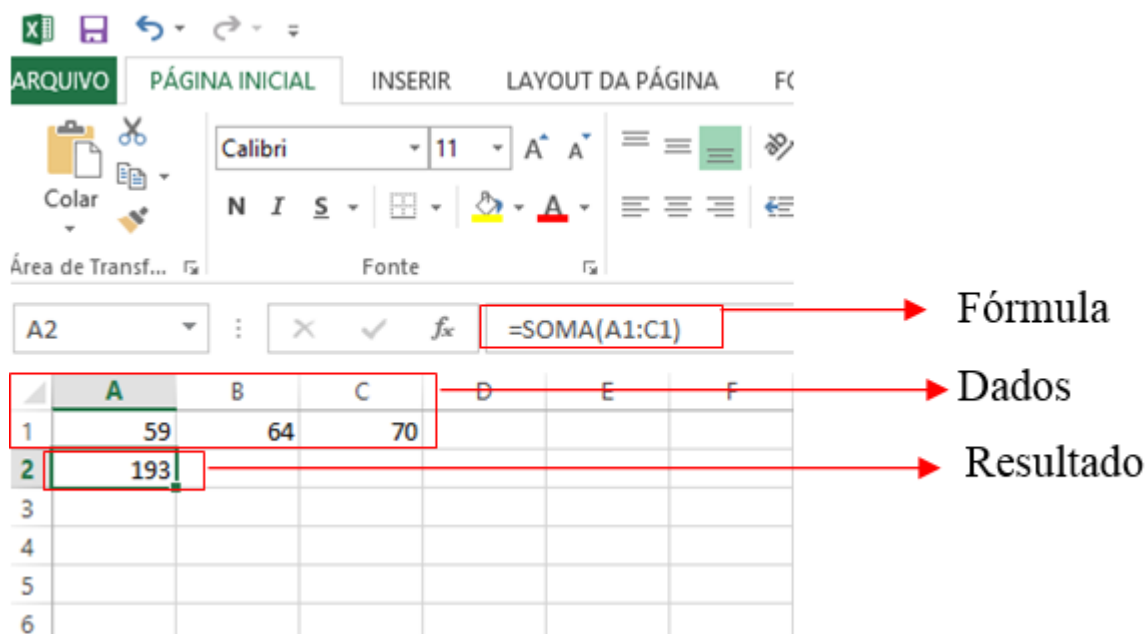 ARQUIVO PÁGINA INICIAL INSERIR LAYOUT DA PÁGINA
Calibri 11 A A
Colar
N I S A
Área de Transf... Fonte
A2 fx =SOMA(A1:C1) Fórmula
A B C D E F Dados
1 59 64 70
2 193 Resultado
3
4
5
6